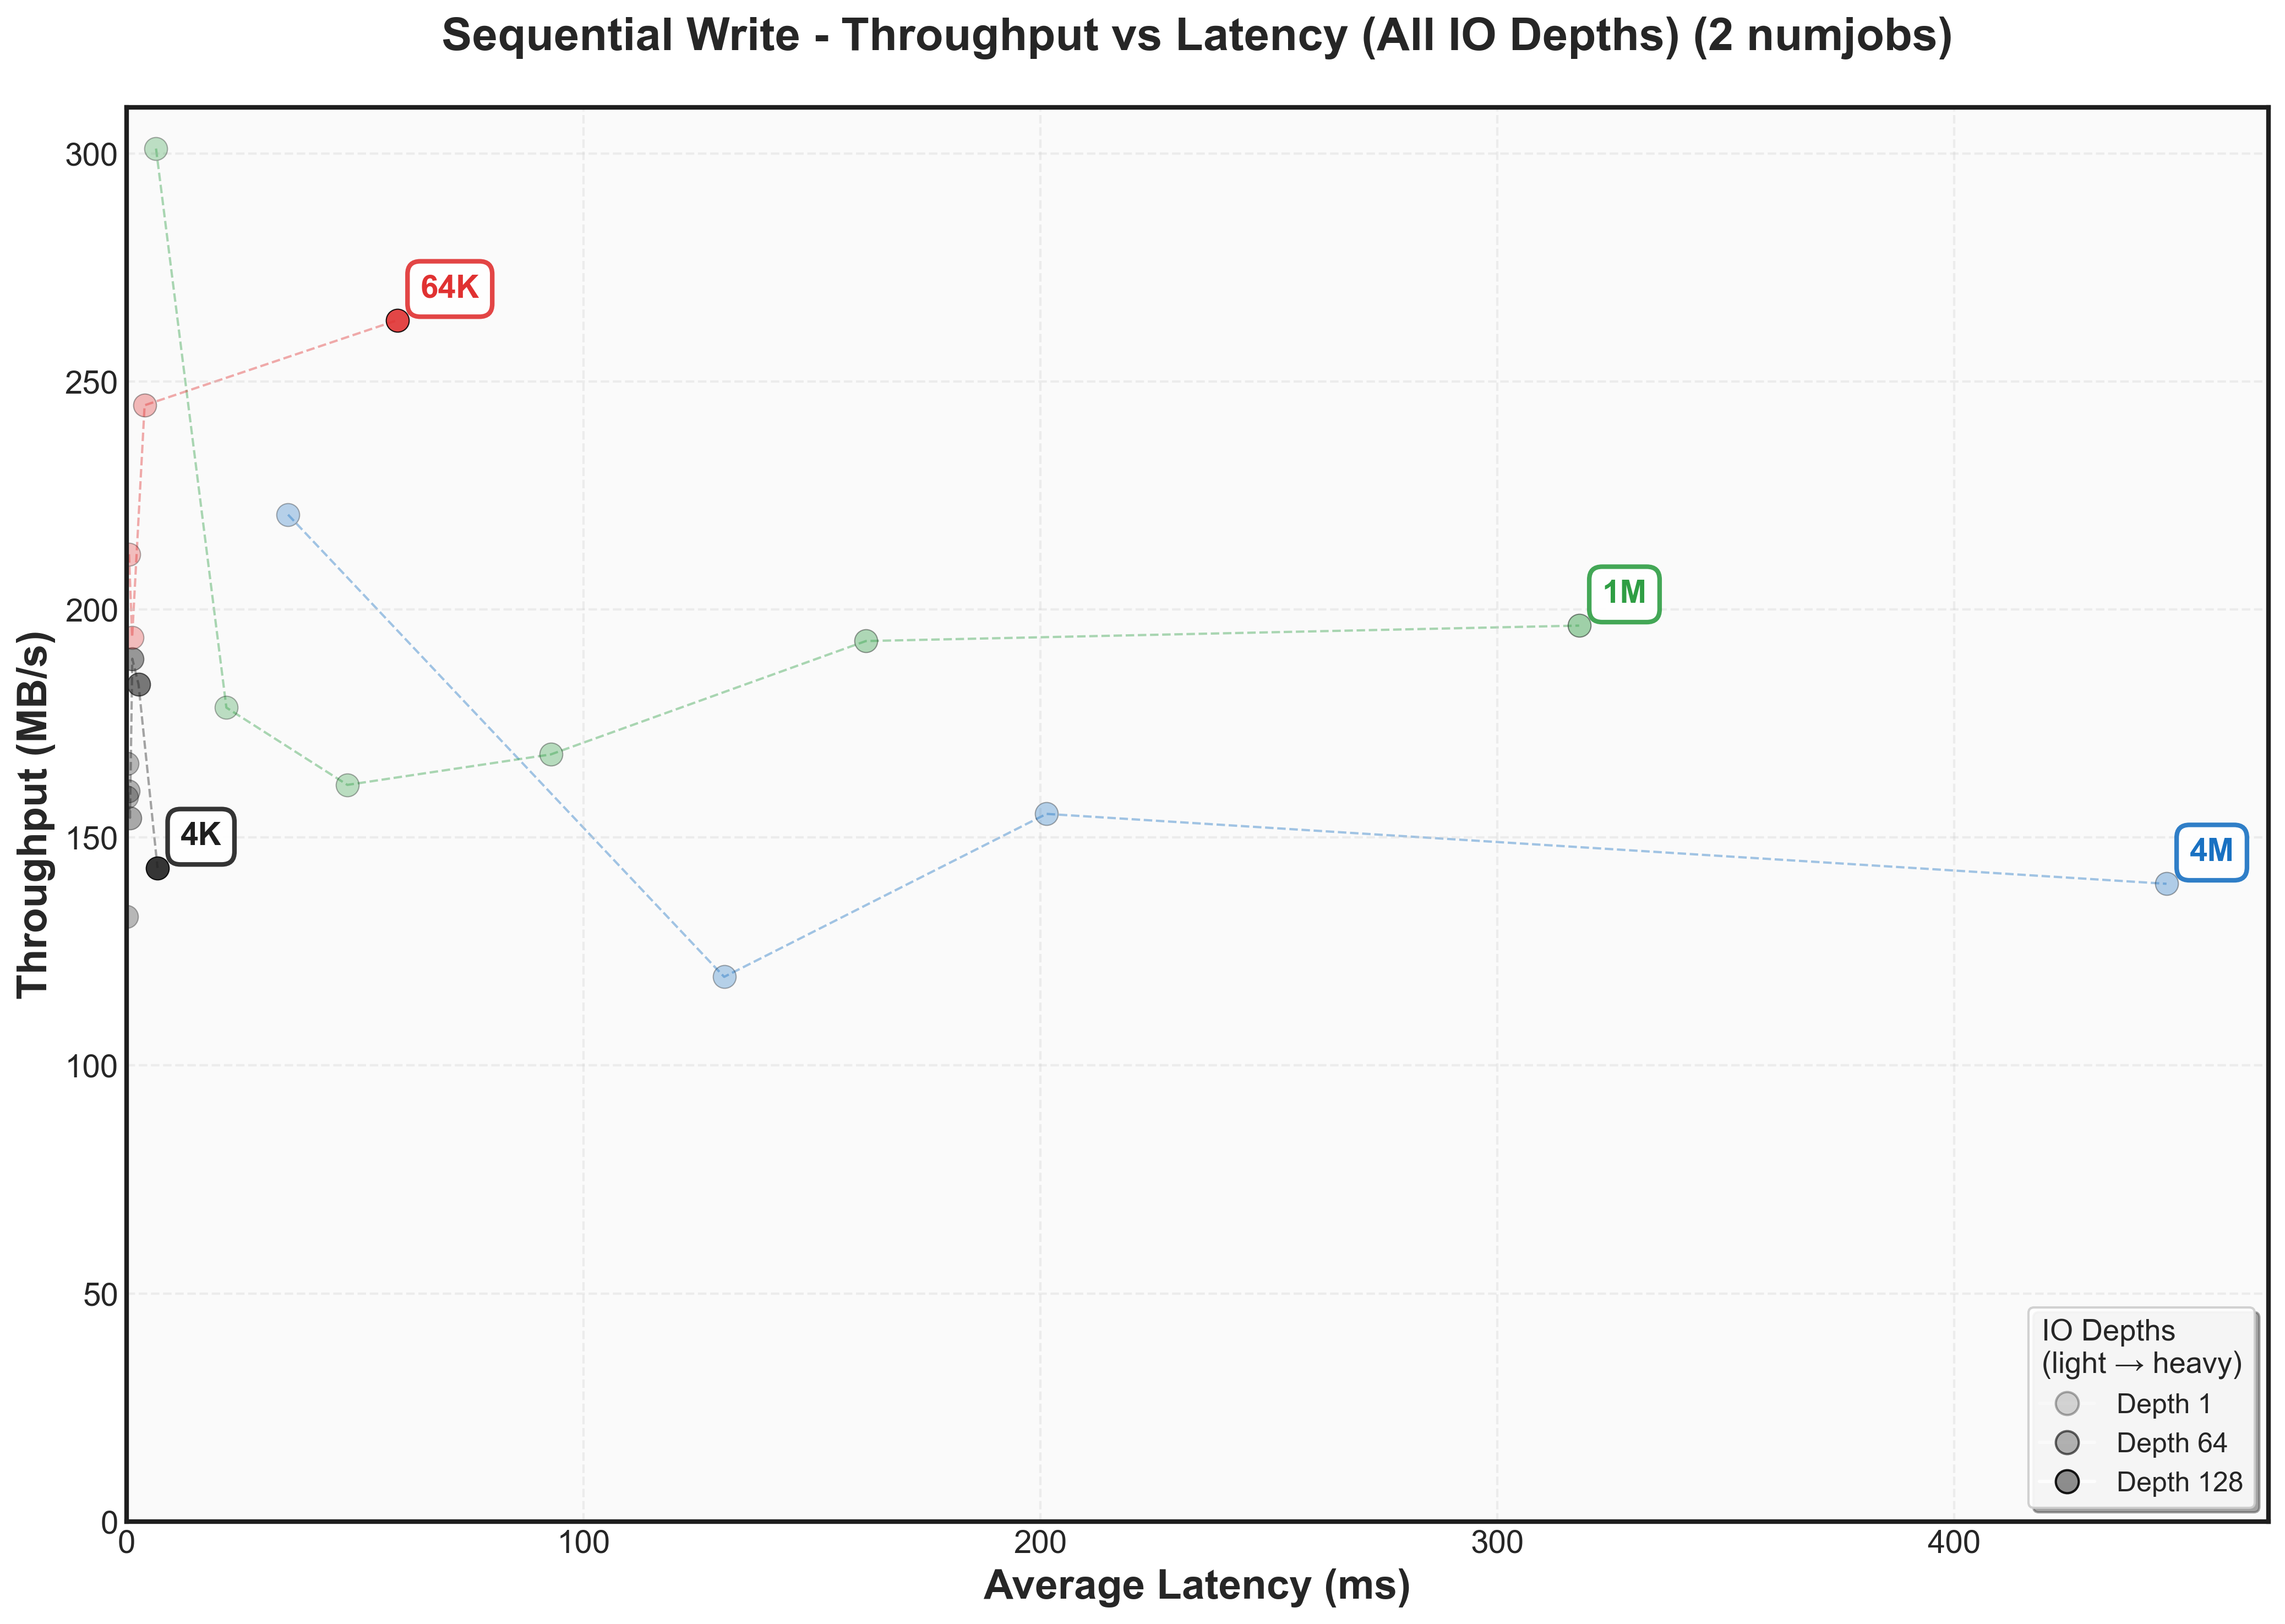 Sequential Write - Throughput vs Latency (All IO Depths) (2 numjobs)
Throughput (MB/s)
300
250
200
150
100
50
0
64K
1M
4K
4M
IO Depths
(light → heavy)
Depth 1
Depth 64
Depth 128
0 100 200 300 400
Average Latency (ms)